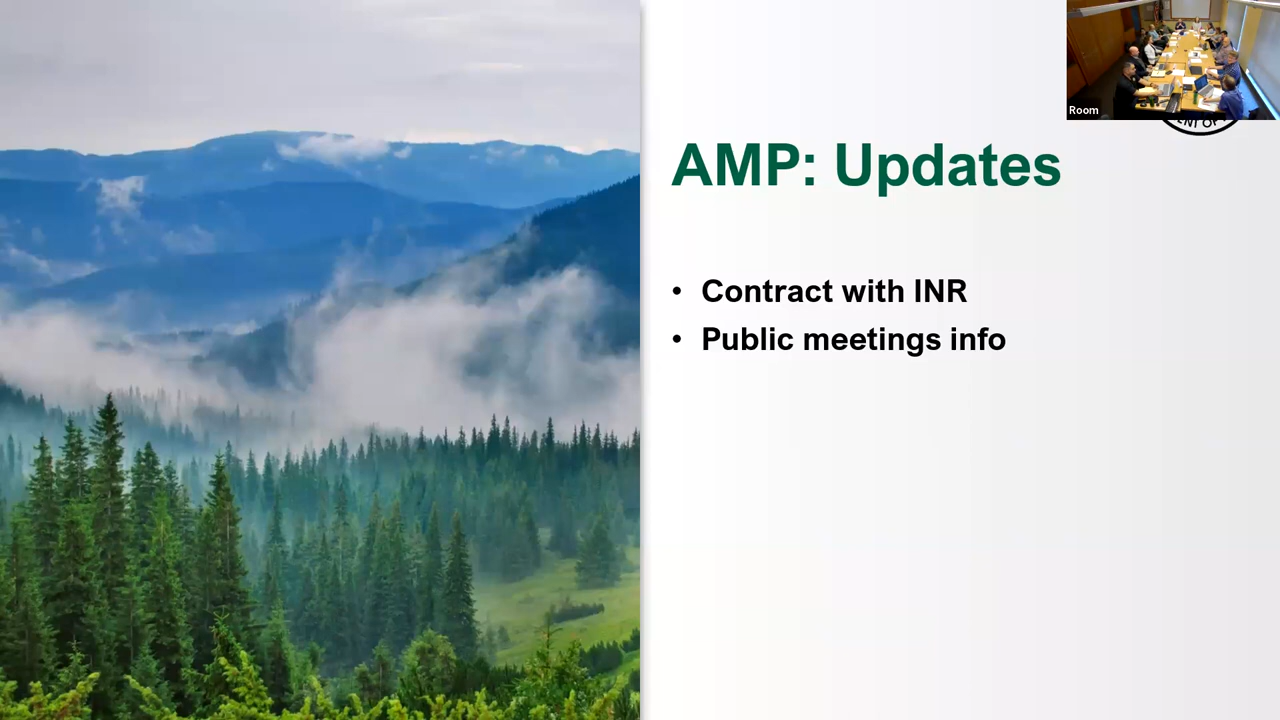 Room
AMP: Updates
• Contract with INR
• Public meetings info